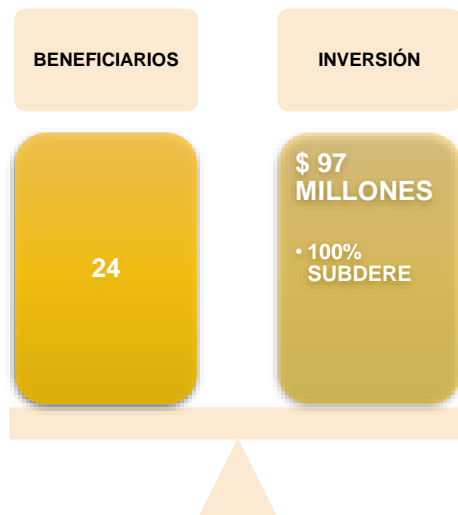 BENEFICIARIOS
INVERSIÓN
24
$ 97
MILLONES
• 100%
SUBDERE